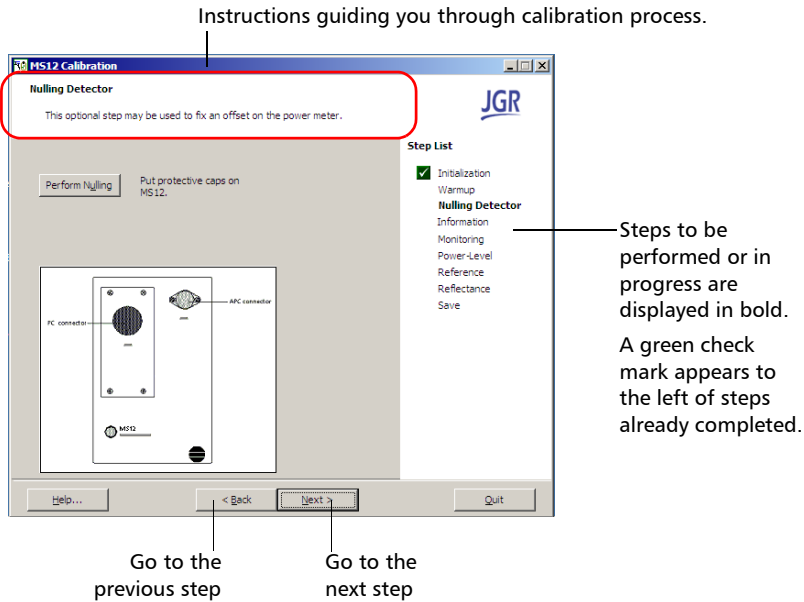 Instructions guiding you through calibration process.
MS12 Calibration
Nulling Detector
This optional step may be used to fix an offset on the power meter.
JGR
Step List
Initialization
Warmup
Nulling Detector
Information
Monitoring
Power-Level
Reference
Reflectance
Save
Perform Nulling
Put protective caps on
MS12.
PC connector
APC connector
MS12
Steps to be
performed or in
progress are
displayed in bold.
A green check
mark appears to
the left of steps
already completed.
Help...
< Back
Next >
Quit
Go to the
previous step
Go to the
next step